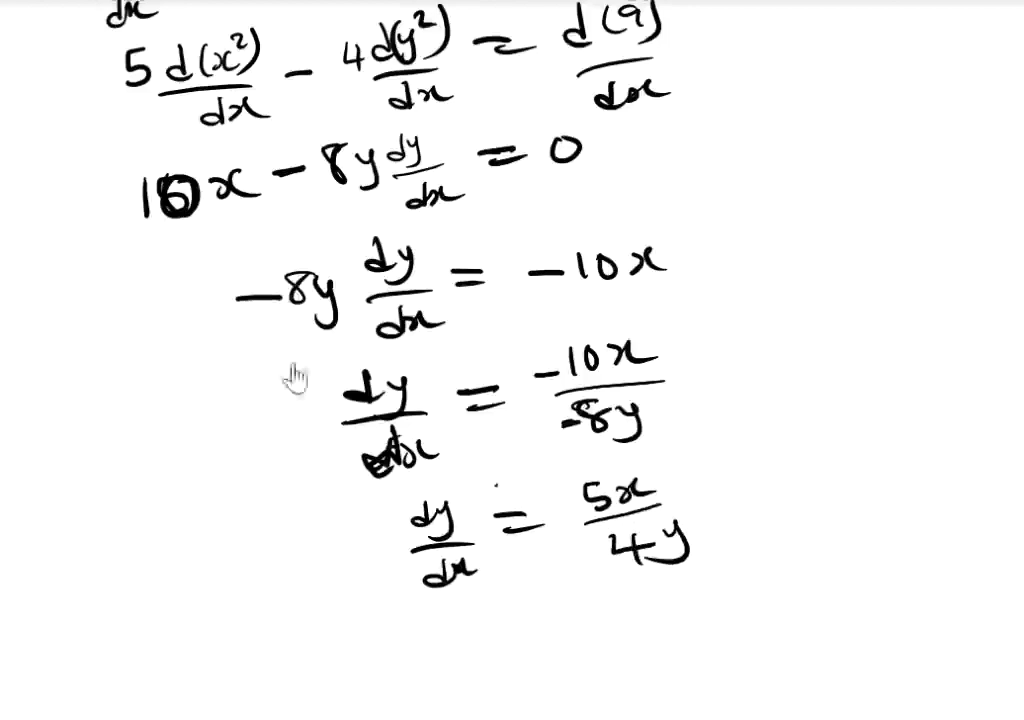 dx
5 d(x²)/dx - 4 d(y²)/dx = d(9)/dx
10x - 8y dy/dx = 0
-8y dy/dx = -10x
dy/dx = -10x/-8y
dy/dx = 5x/4y